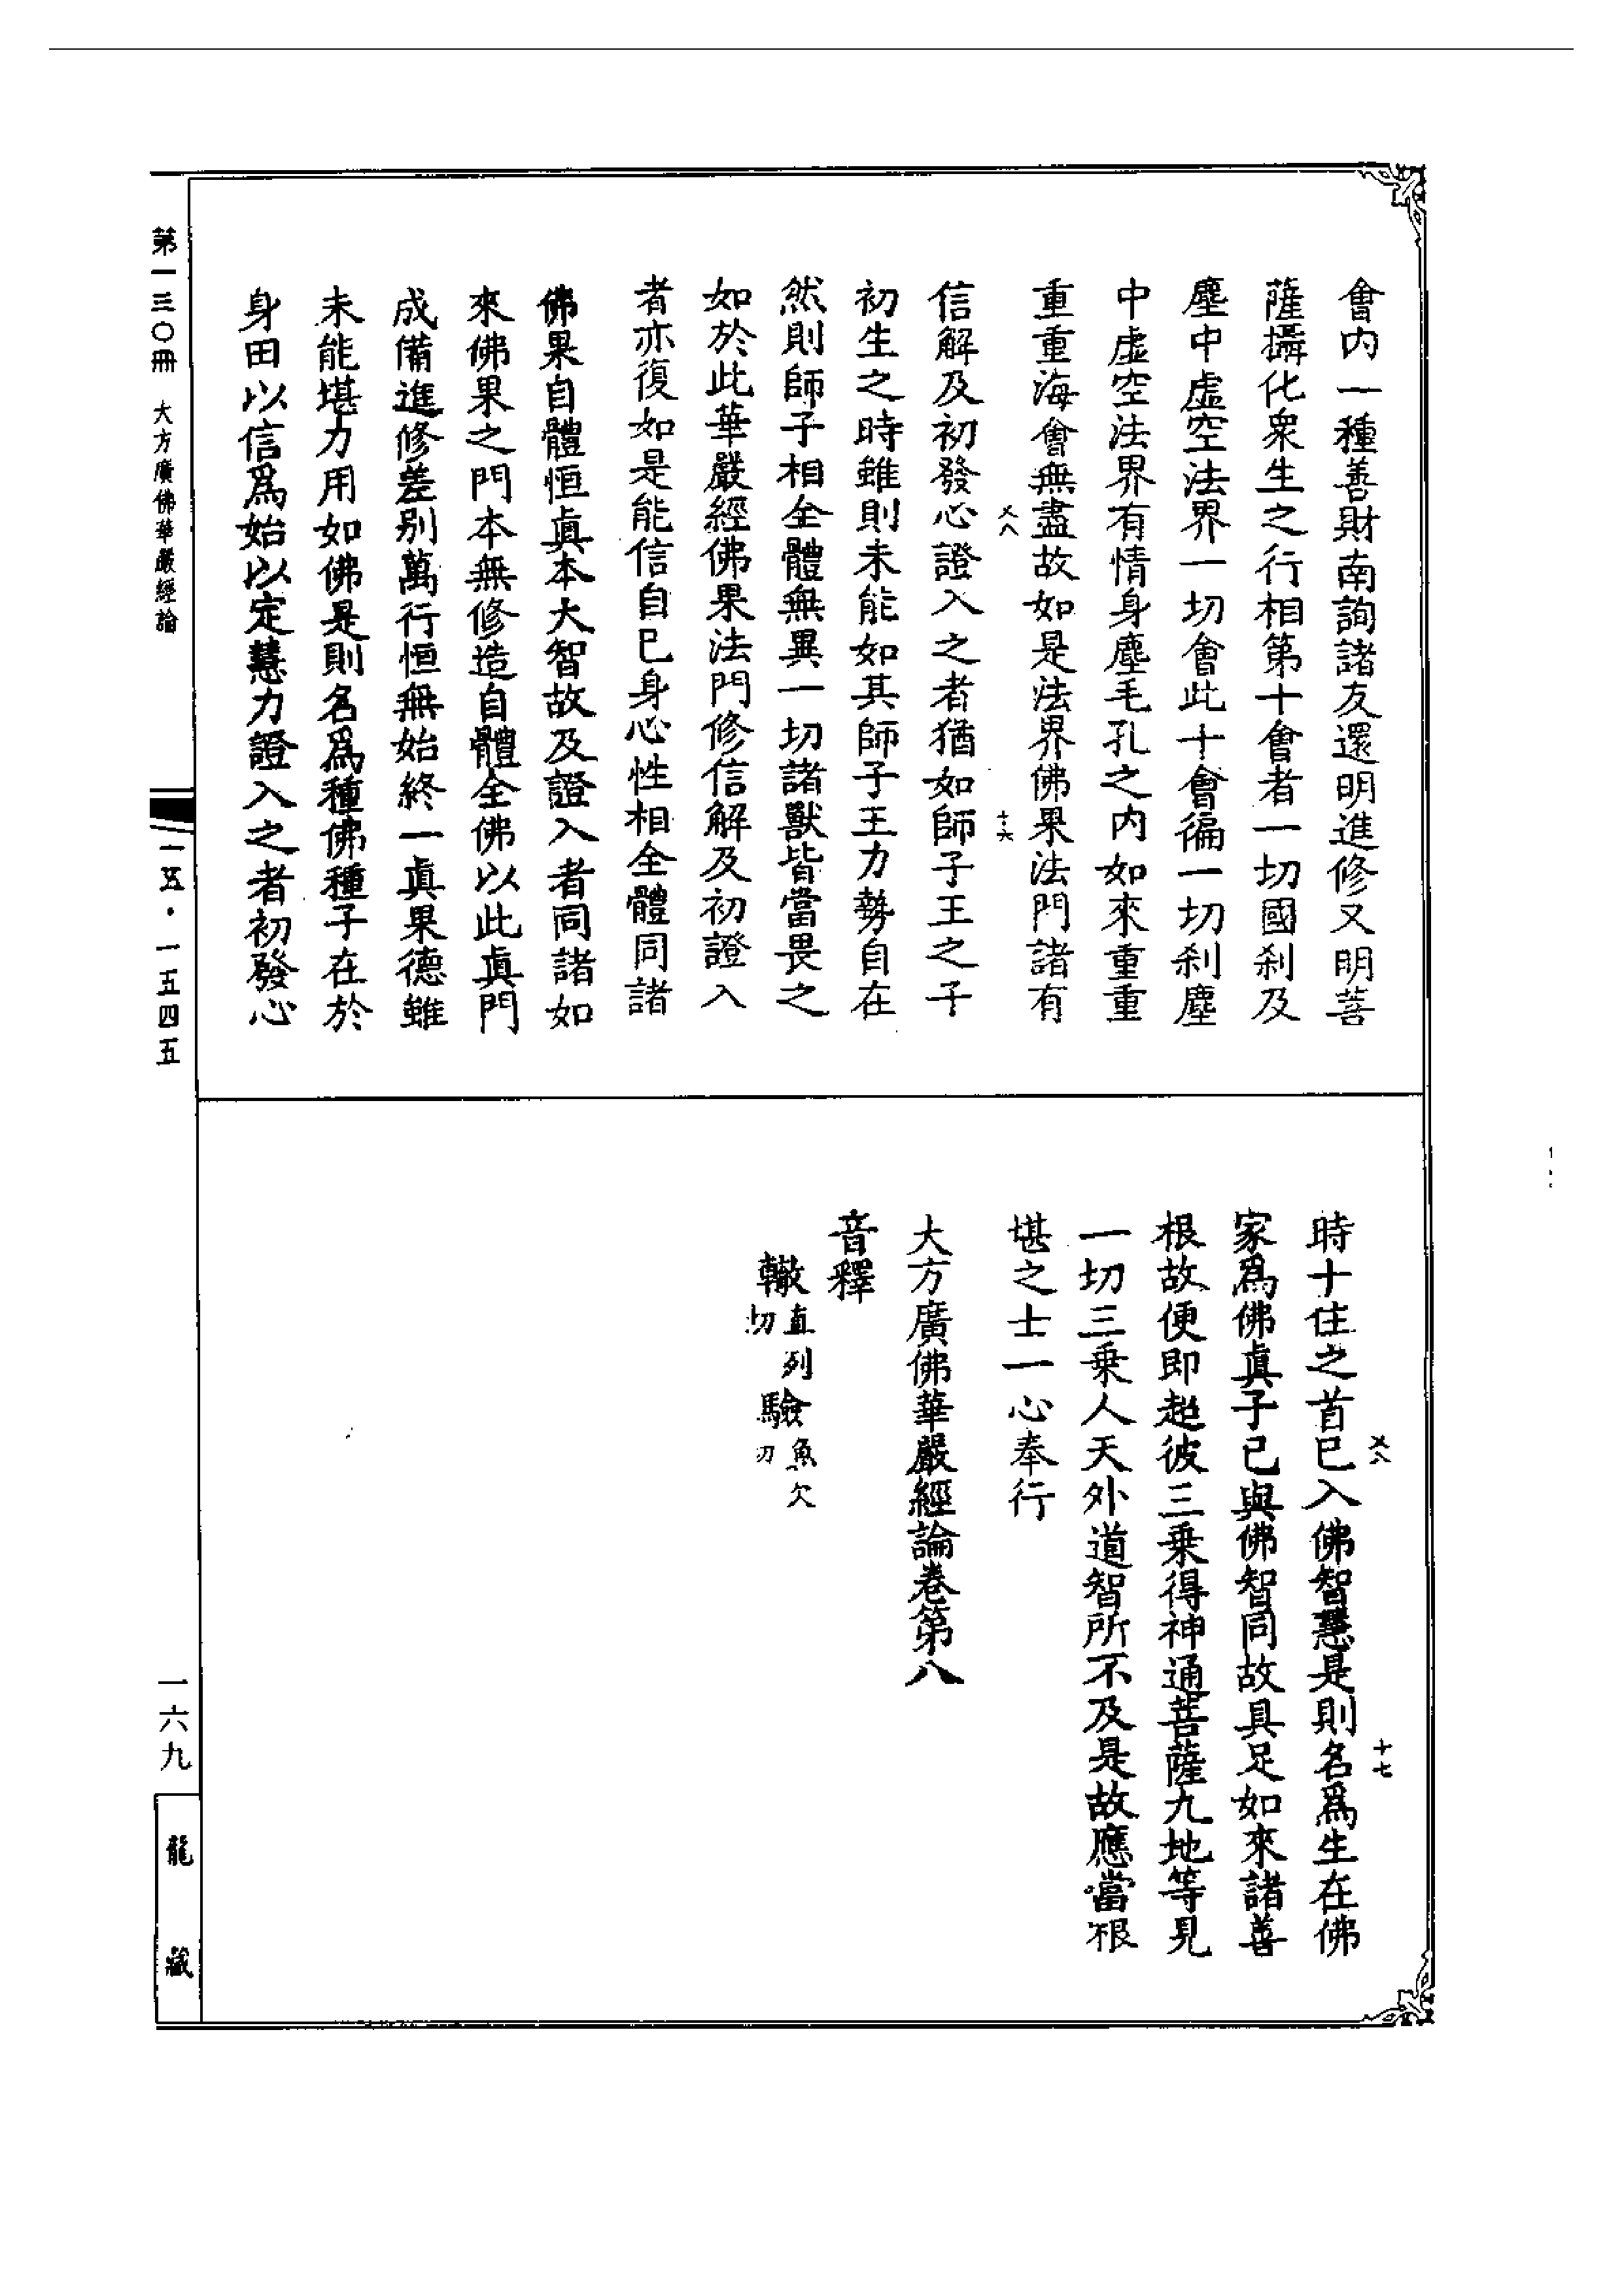 會內一種善財南詢諸友還明進修又明菩
薩攝化衆生之行相第十會者一切國刹及
塵中虛空法界一切會此十會徧一切刹塵
中虛空法界有情身塵毛孔之內如來重重
重重海會無盡故如是法界佛果法門諸有
乂八
十六
信解及初發心證入之者猶如師子王之子
初生之時雖則未能如其師子王力勢自在
然則師子相全體無異一切諸獸皆當畏之
如於此華嚴經佛果法門修信解及初證入
者亦復如是能信自己身心性相全體同諸
佛果自體恒眞本大智故及證入者同諸如
來佛果之門本無修造自體全佛以此眞門
成備進修差别萬行恒無始終一眞果德雖
未能堪力用如佛是則名爲種佛種子在於
身田以信爲始以定慧力證入之者初發心
時十住之首已入佛智慧是則名爲生在佛
乂八
十七
家爲佛眞子已與佛智同故具足如來諸善
根故便即超彼三乗得神通菩薩九地等見
一切三乗人天外道智所不及是故應當根
堪之士一心奉行
大方廣佛華嚴經論卷第八
音釋
轍直列切 驗魚欠切
第一三〇冊 大方廣佛華嚴經論
一五·一五四五
一六九
龍藏